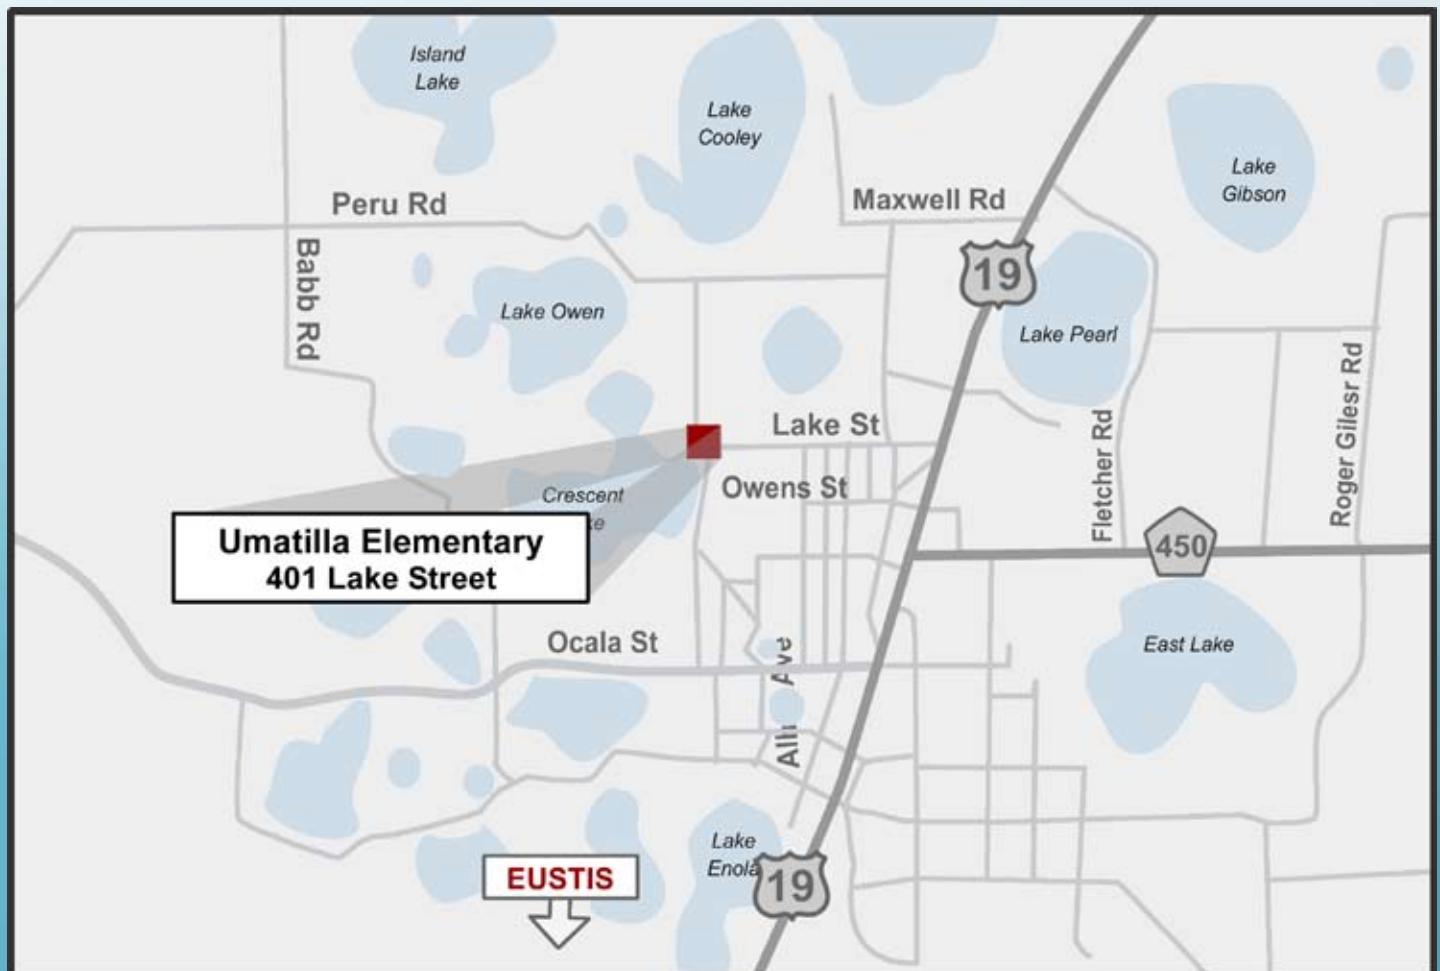 Island
Lake
Lake
Cooley
Lake
Gibson
Peru Rd
Maxwell Rd
Babb Rd
19
Lake Owen
Lake Pearl
Roger Gilesr Rd
Lake St
Fletcher Rd
Owens St
Crescent
Umatilla Elementary
401 Lake Street
450
Ocala St
East Lake
Ave
Lake
Enola
EUSTIS
19